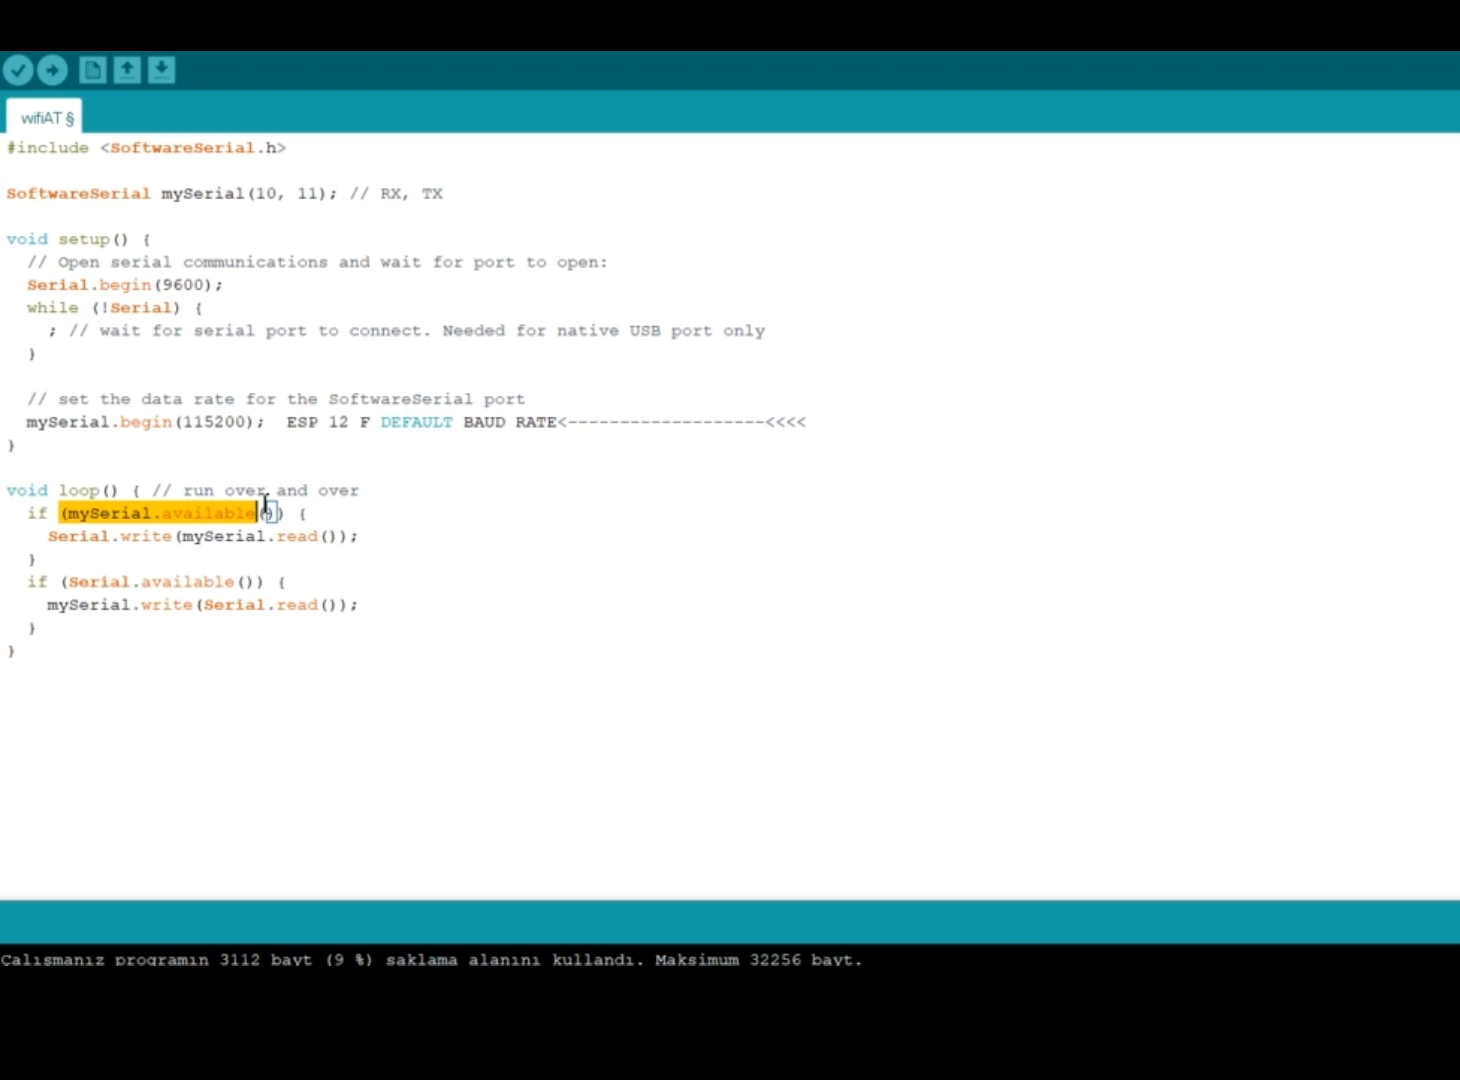 wifiAT §
#include <SoftwareSerial.h>
SoftwareSerial mySerial(10, 11); // RX, TX
void setup() {
// Open serial communications and wait for port to open:
Serial.begin(9600);
while (!Serial) {
; // wait for serial port to connect. Needed for native USB port only
}
// set the data rate for the SoftwareSerial port
mySerial.begin(115200);  ESP 12 F DEFAULT BAUD RATE<-------------------<<<<
}
void loop() { // run over and over
if (mySerial.available()) {
Serial.write(mySerial.read());
}
if (Serial.available()) {
mySerial.write(Serial.read());
}
}
Çalışmanız programın 3112 bayt (9 %) saklama alanını kullandı. Maksimum 32256 bayt.